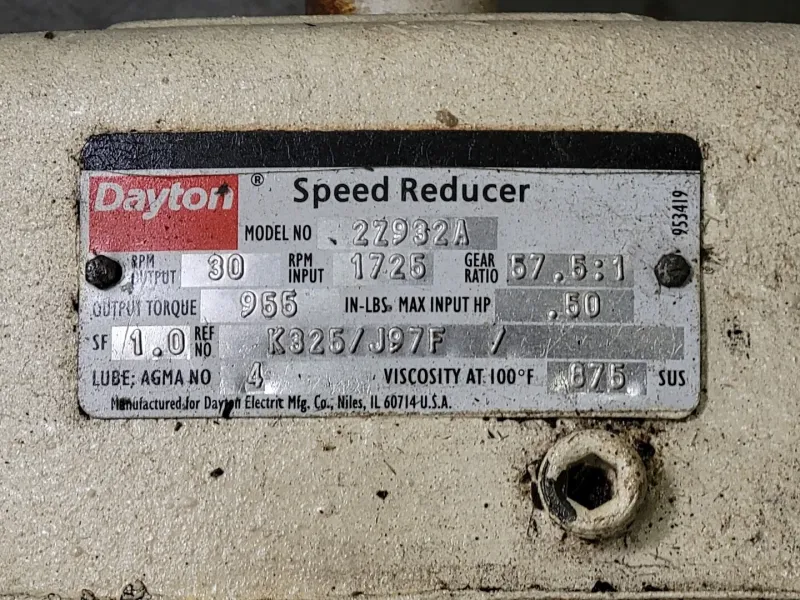 Dayton ® Speed Reducer
MODEL NO 2Z932A
953419
RPM OUTPUT 30 RPM INPUT 1725 GEAR RATIO 57.5:1
OUTPUT TORQUE 955 IN-LBS. MAX INPUT HP .50
SF 1.0 REF NO K325/J97F /
LUBE; AGMA NO 4 VISCOSITY AT 100°F 675 SUS
Manufactured for Dayton Electric Mfg. Co., Niles, IL 60714 U.S.A.